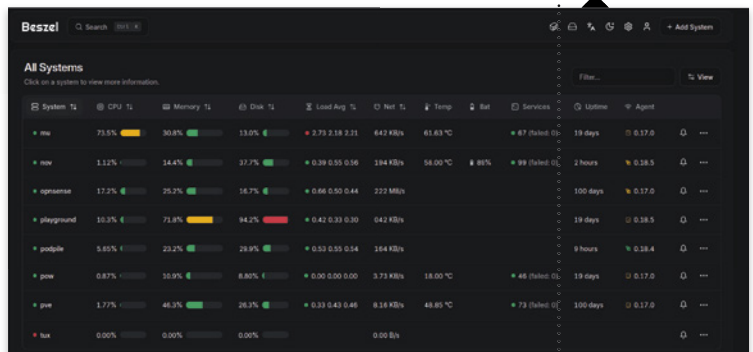 Beszel Search Ctrl K + Add System
All Systems
Click on a system to view more information.
Filter... View
System CPU Memory Disk Load Avg Net Temp Bat Services Uptime Agent
mu 73.5% 30.8% 13.0% 2.73 2.18 2.21 642 KB/s 61.63 °C 67 (failed: 0) 19 days 0.17.0
nov 1.12% 14.4% 37.7% 0.39 0.55 0.56 194 KB/s 58.00 °C 86% 99 (failed: 0) 2 hours 0.18.5
opnsense 17.2% 25.2% 16.7% 0.66 0.50 0.44 222 MB/s 100 days 0.17.0
playground 10.3% 71.8% 94.2% 0.42 0.33 0.30 642 KB/s 19 days 0.18.5
podpile 5.85% 23.2% 29.9% 0.53 0.55 0.54 164 KB/s 9 hours
pow 0.87% 10.9% 8.80% 0.00 0.00 0.00 3.73 KB/s 18.00 °C 46 (failed: 19 days 0.17.0
pve 1.77% 46.3% 26.3% 0.33 0.43 0.46 8.16 KB/s 48.85 °C 73 (failed: 100 days 0.17.0
tux 0.00% 0.00% 0.00% 0.00 B/s